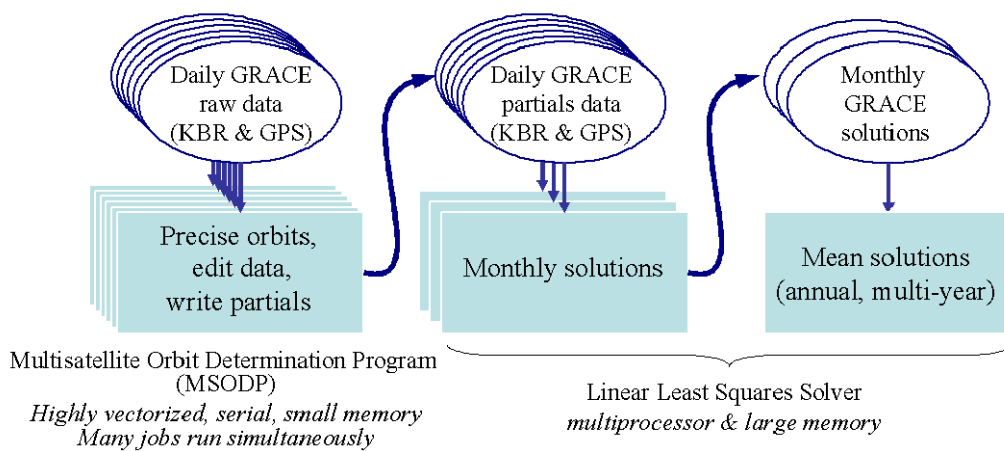 Daily GRACE
raw data
(KBR & GPS)
Daily GRACE
partials data
(KBR & GPS)
Monthly
GRACE
solutions
Precise orbits,
edit data,
write partials
Monthly solutions
Mean solutions
(annual, multi-year)
Multisatellite Orbit Determination Program
(MSODP)
Highly vectorized, serial, small memory
Many jobs run simultaneously
Linear Least Squares Solver
multiprocessor & large memory